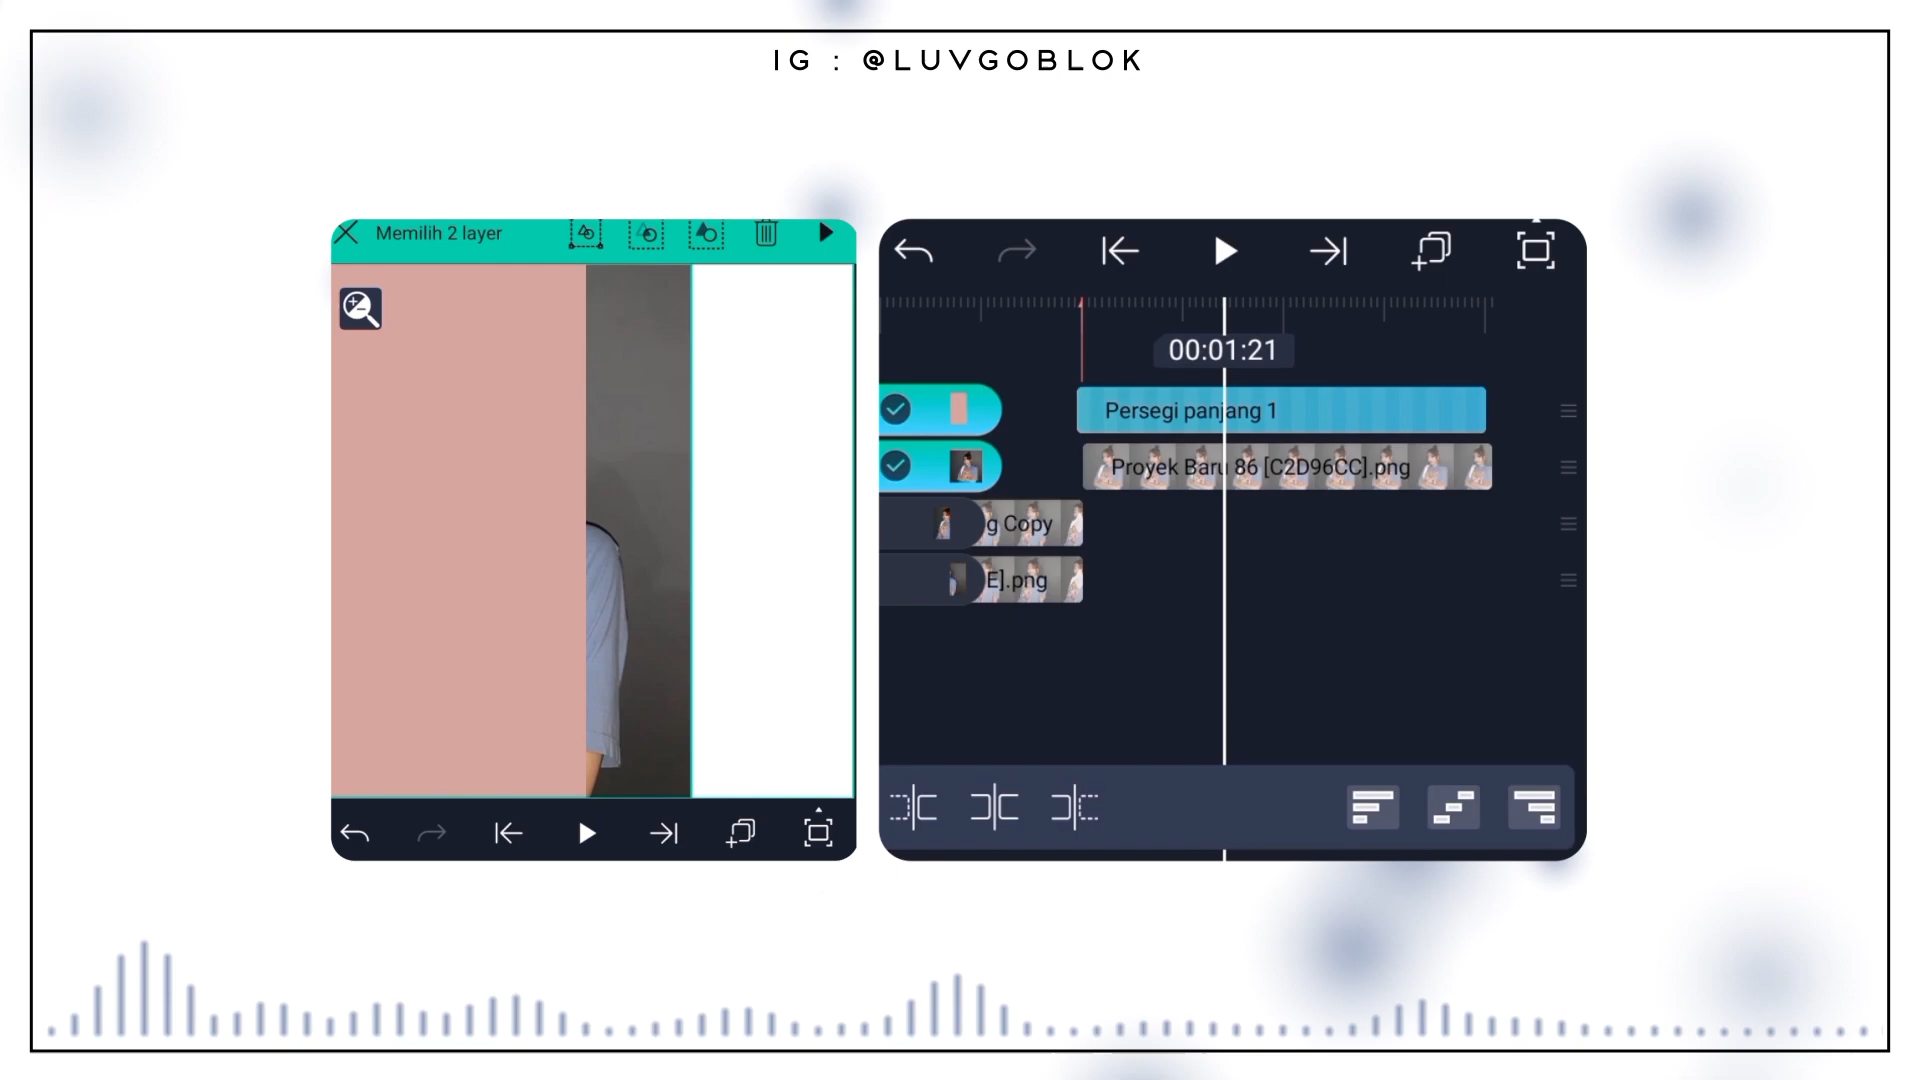 IG : @LUVGOBLOK
Memilih 2 layer
00:01:21
Persegi panjang 1
Proyek Baru 86 [C2D96CC].png
g Copy
E].png